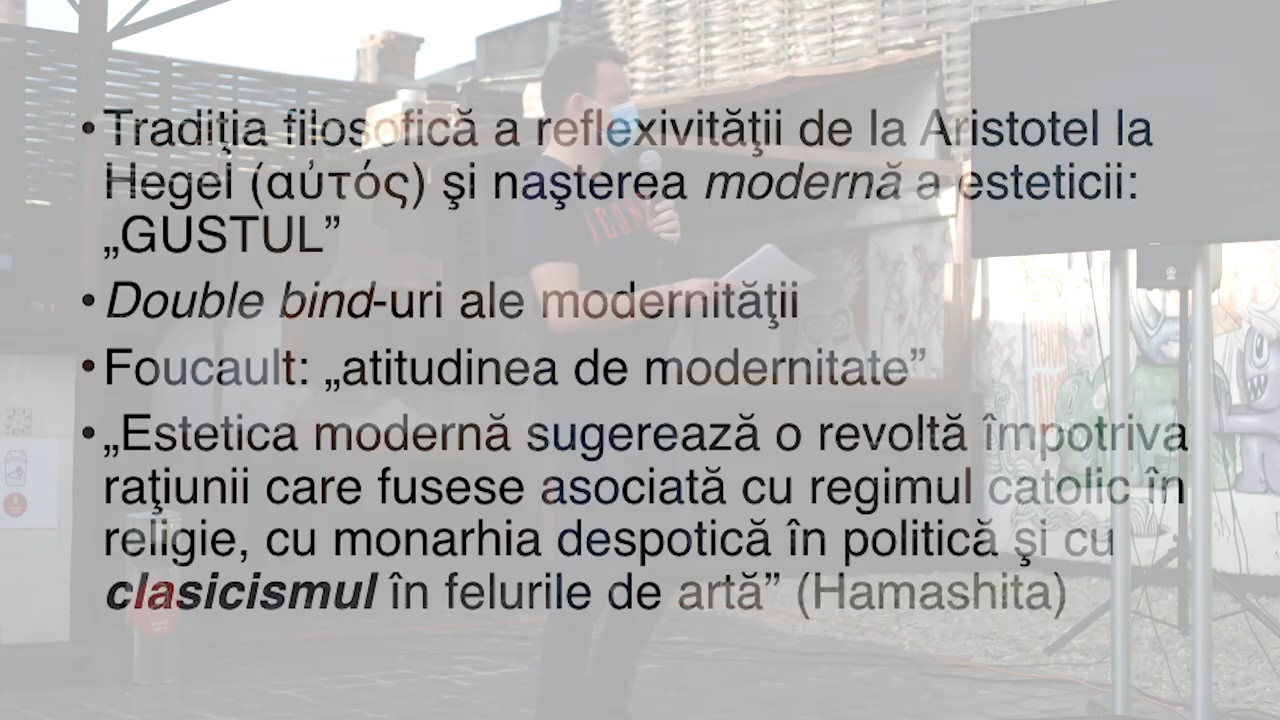 • Tradiţia filosofică a reflexivităţii de la Aristotel la
Hegel (αὐτός) şi naşterea modernă a esteticii:
„GUSTUL”
• Double bind-uri ale modernităţii
• Foucault: „atitudinea de modernitate”
• „Estetica modernă sugerează o revoltă împotriva
raţiunii care fusese asociată cu regimul catolic în
religie, cu monarhia despotică în politică şi cu
clasicismul în felurile de artă” (Hamashita)